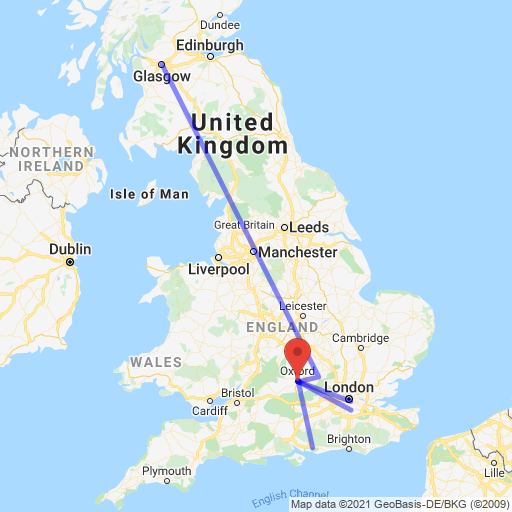 Dundee
Edinburgh
Glasgow
United
Kingdom
NORTHERN
IRELAND
Isle of Man
Great Britain
Leeds
Dublin
Manchester
Liverpool
Leicester
ENGLAND
Cambridge
WALES
Oxford
London
Bristol
Cardiff
Brighton
Plymouth
Lille
English Channel
Map data ©2021 GeoBasis-DE/BKG (©2009)